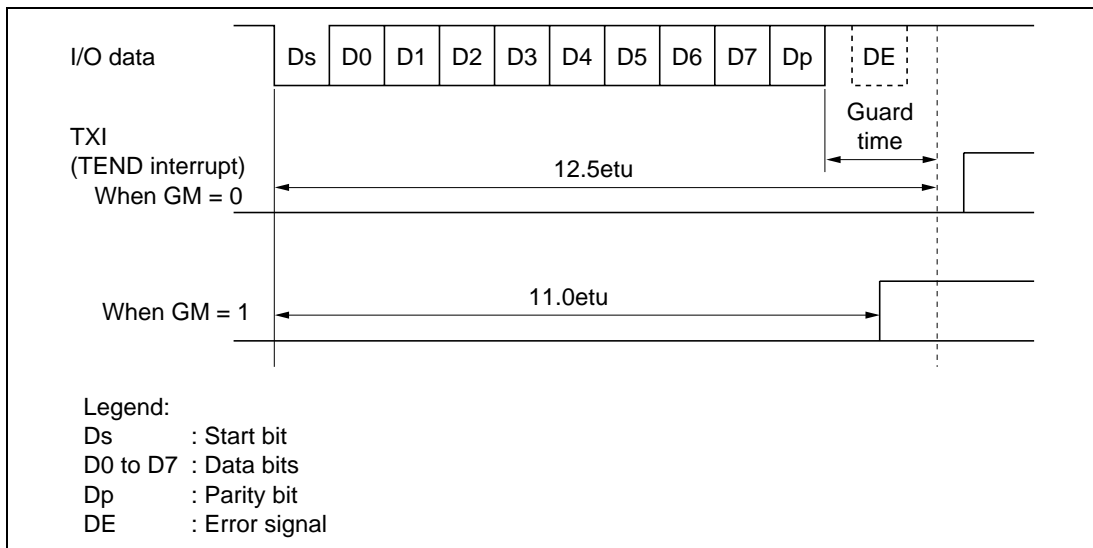 I/O data
Ds D0 D1 D2 D3 D4 D5 D6 D7 Dp DE
Guard
time
TXI
(TEND interrupt)
When GM = 0
12.5etu
When GM = 1
11.0etu
Legend:
Ds : Start bit
D0 to D7 : Data bits
Dp : Parity bit
DE : Error signal